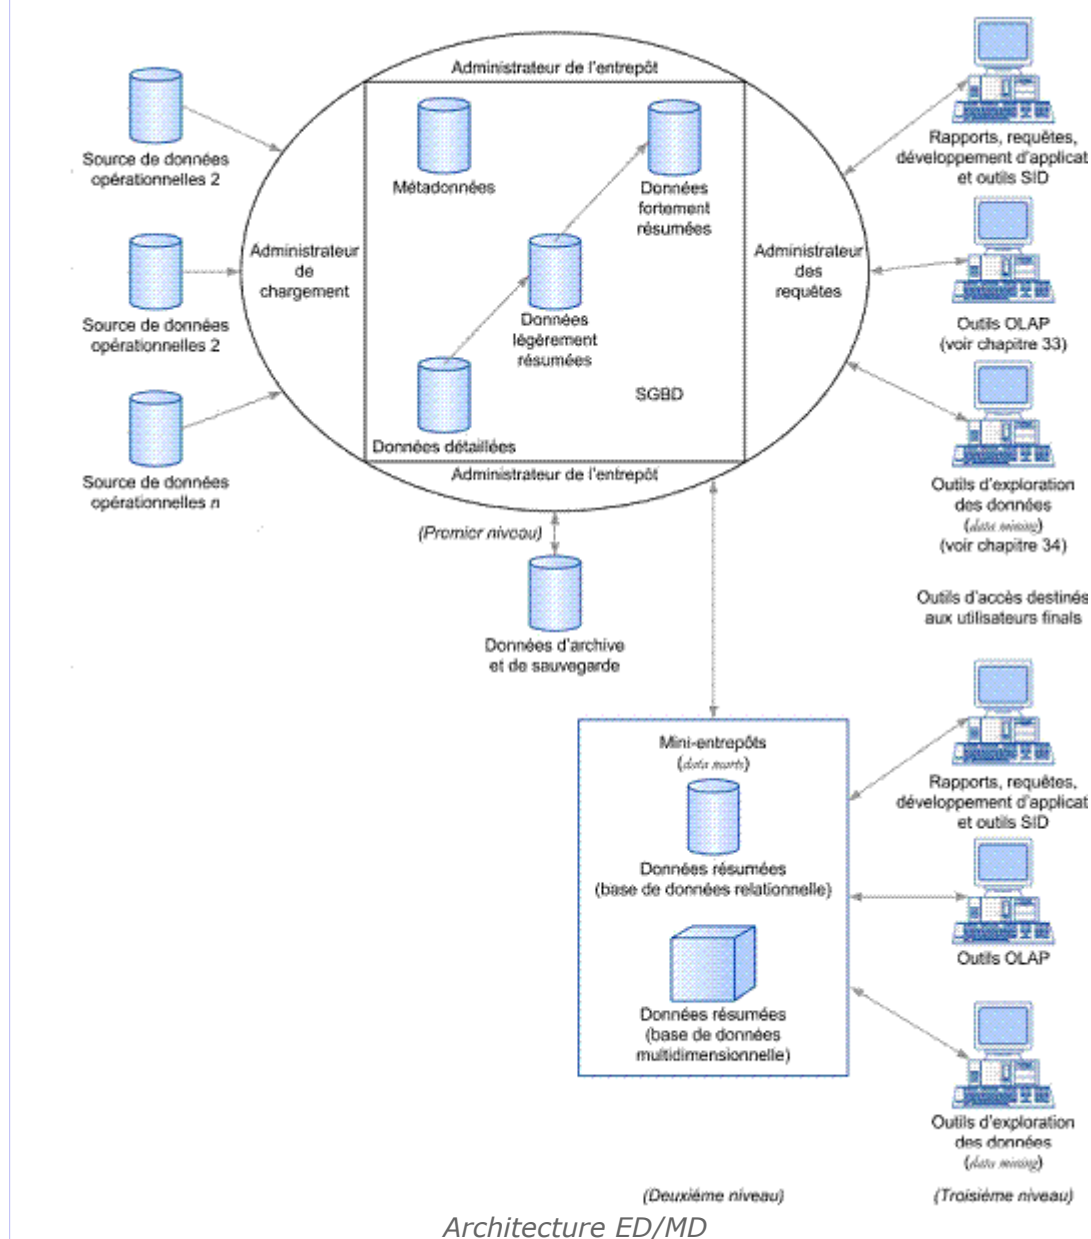 Administrateur de l'entrepôt
Source de données
opérationnelles 2
Métadonnées
Données
fortement
résumées
Rapports, requêtes,
développement d'applicat
et outils SID
Administrateur
de
chargement
Administrateur
des
requêtes
Source de données
opérationnelles 2
Données
légèrement
résumées
Outils OLAP
(voir chapitre 33)
SGBD
Données détaillées
Administrateur de l'entrepôt
Source de données
opérationnelles n
Outils d'exploration
des données
(data mining)
(voir chapitre 34)
(Premier niveau)
Outils d'accès destinés
aux utilisateurs finals
Données d'archive
et de sauvegarde
Mini-entrepôts
(data marts)
Rapports, requêtes,
développement d'applicat
et outils SID
Données résumées
(base de données relationnelle)
Outils OLAP
Données résumées
(base de données
multidimensionnelle)
Outils d'exploration
des données
(data mining)
(Deuxième niveau)
(Troisième niveau)
Architecture ED/MD